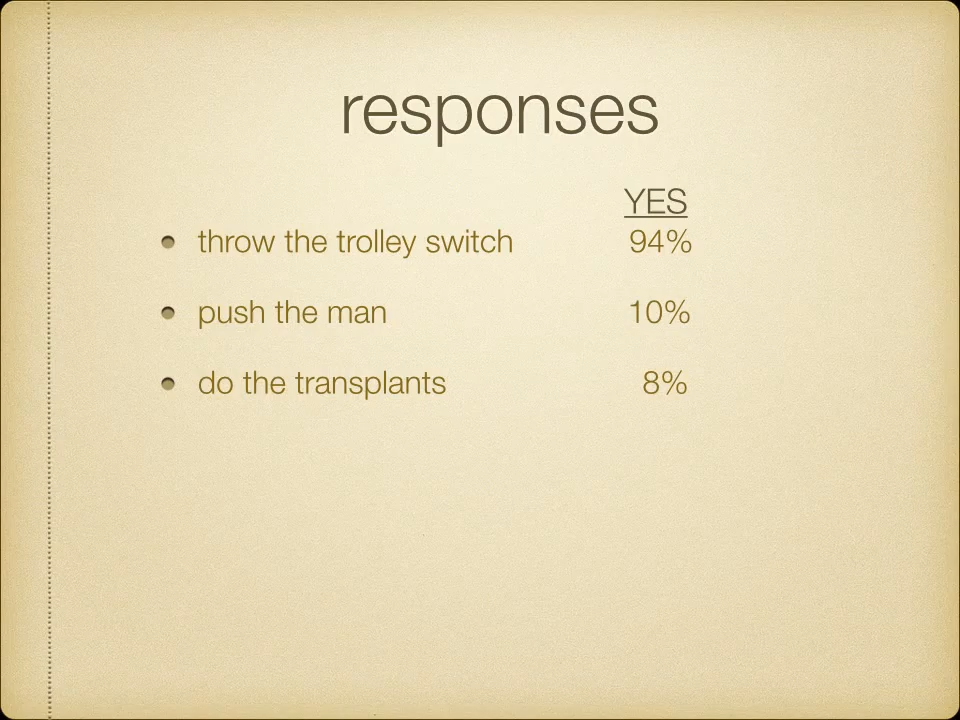 responses
YES
throw the trolley switch 94%
push the man 10%
do the transplants 8%